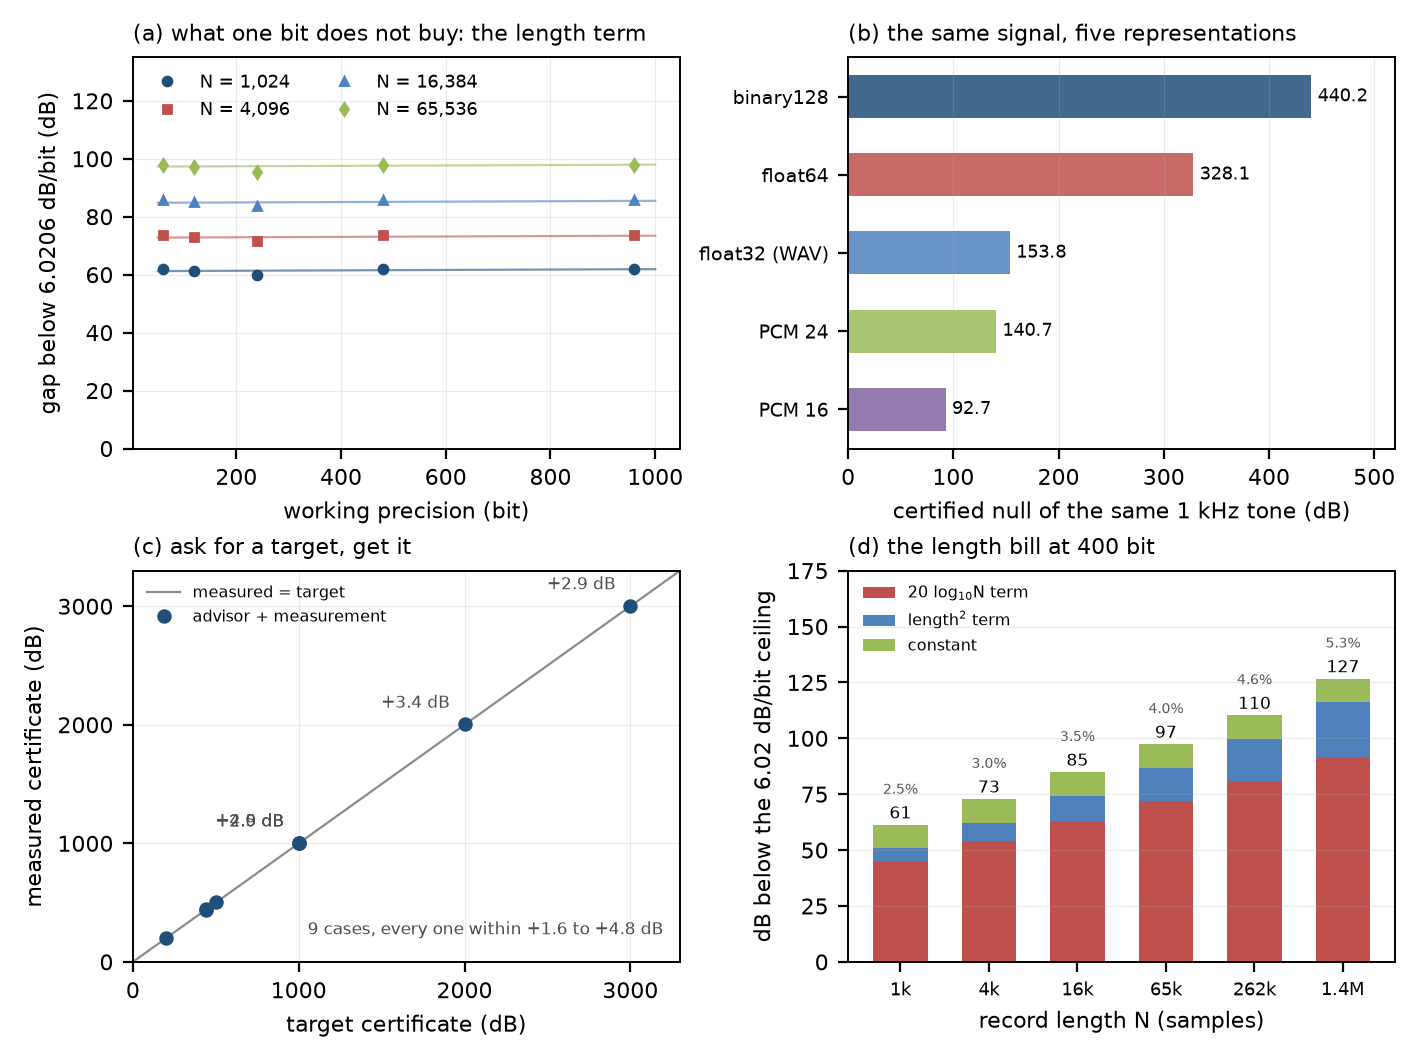 (a) what one bit does not buy: the length term
N = 1,024
N = 4,096
N = 16,384
N = 65,536
gap below 6.0206 dB/bit (dB)
120
100
80
60
40
20
0
200
400
600
800
1000
working precision (bit)
(b) the same signal, five representations
binary128
440.2
float64
328.1
float32 (WAV)
153.8
PCM 24
140.7
PCM 16
92.7
0
100
200
300
400
500
certified null of the same 1 kHz tone (dB)
(c) ask for a target, get it
measured = target
advisor + measurement
+2.9 dB
+3.4 dB
dB
9 cases, every one within +1.6 to +4.8 dB
measured certificate (dB)
3000
2000
1000
0
0
1000
2000
3000
target certificate (dB)
(d) the length bill at 400 bit
20 log₁₀N term
length² term
constant
dB below the 6.02 dB/bit ceiling
175
150
125
100
75
50
25
0
2.5%
61
3.0%
73
3.5%
85
4.0%
97
4.6%
110
5.3%
127
1k
4k
16k
65k
262k
1.4M
record length N (samples)